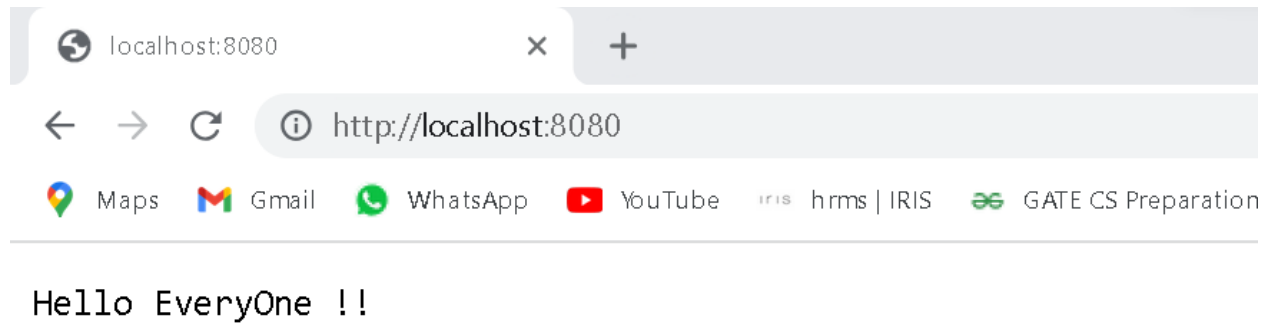 localhost:8080
http://localhost:8080
Maps Gmail WhatsApp YouTube IRIS hrms | IRIS GATE CS Preparation
Hello EveryOne !!